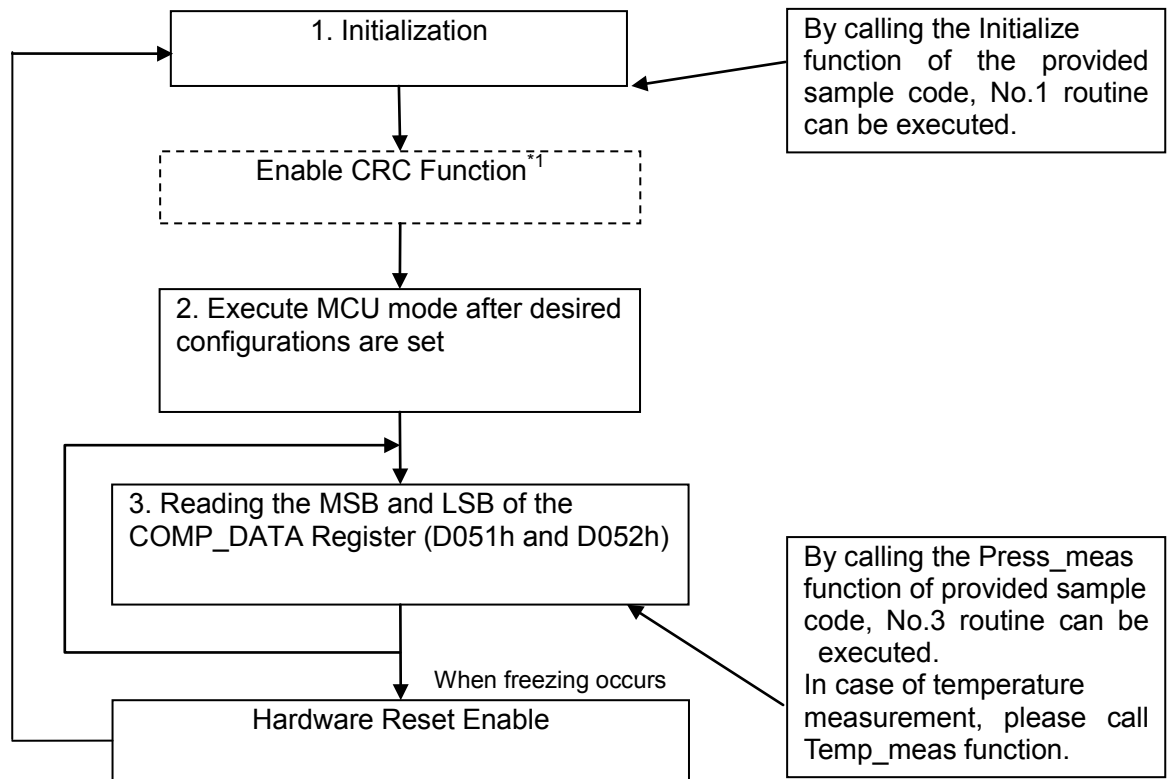 1. Initialization
By calling the Initialize
function of the provided
sample code, No.1 routine
can be executed.
Enable CRC Function*1
2. Execute MCU mode after desired
configurations are set
3. Reading the MSB and LSB of the
COMP_DATA Register (D051h and D052h)
By calling the Press_meas
function of provided sample
code, No.3 routine can be
executed.
In case of temperature
measurement, please call
Temp_meas function.
When freezing occurs
Hardware Reset Enable